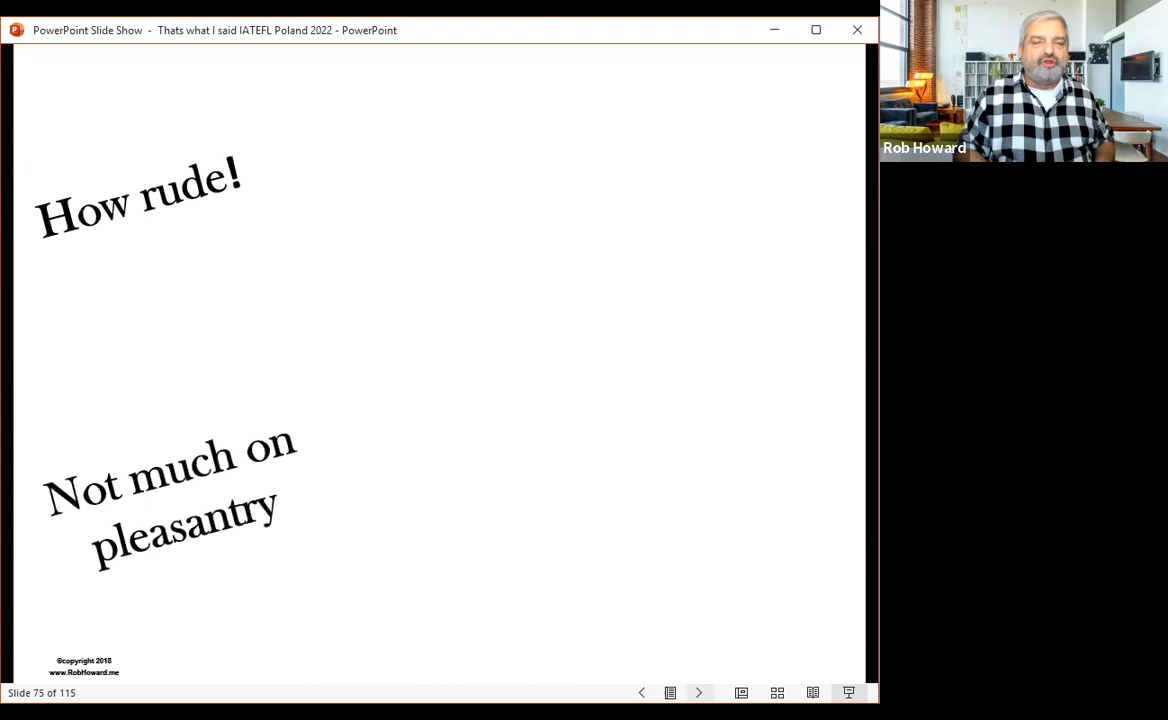 PowerPoint Slide Show - Thats what I said IATEFL Poland 2022 - PowerPoint
Rob Howard
How rude!
Not much on
pleasantry
©copyright 2018
www.RobHoward.me
Slide 75 of 115